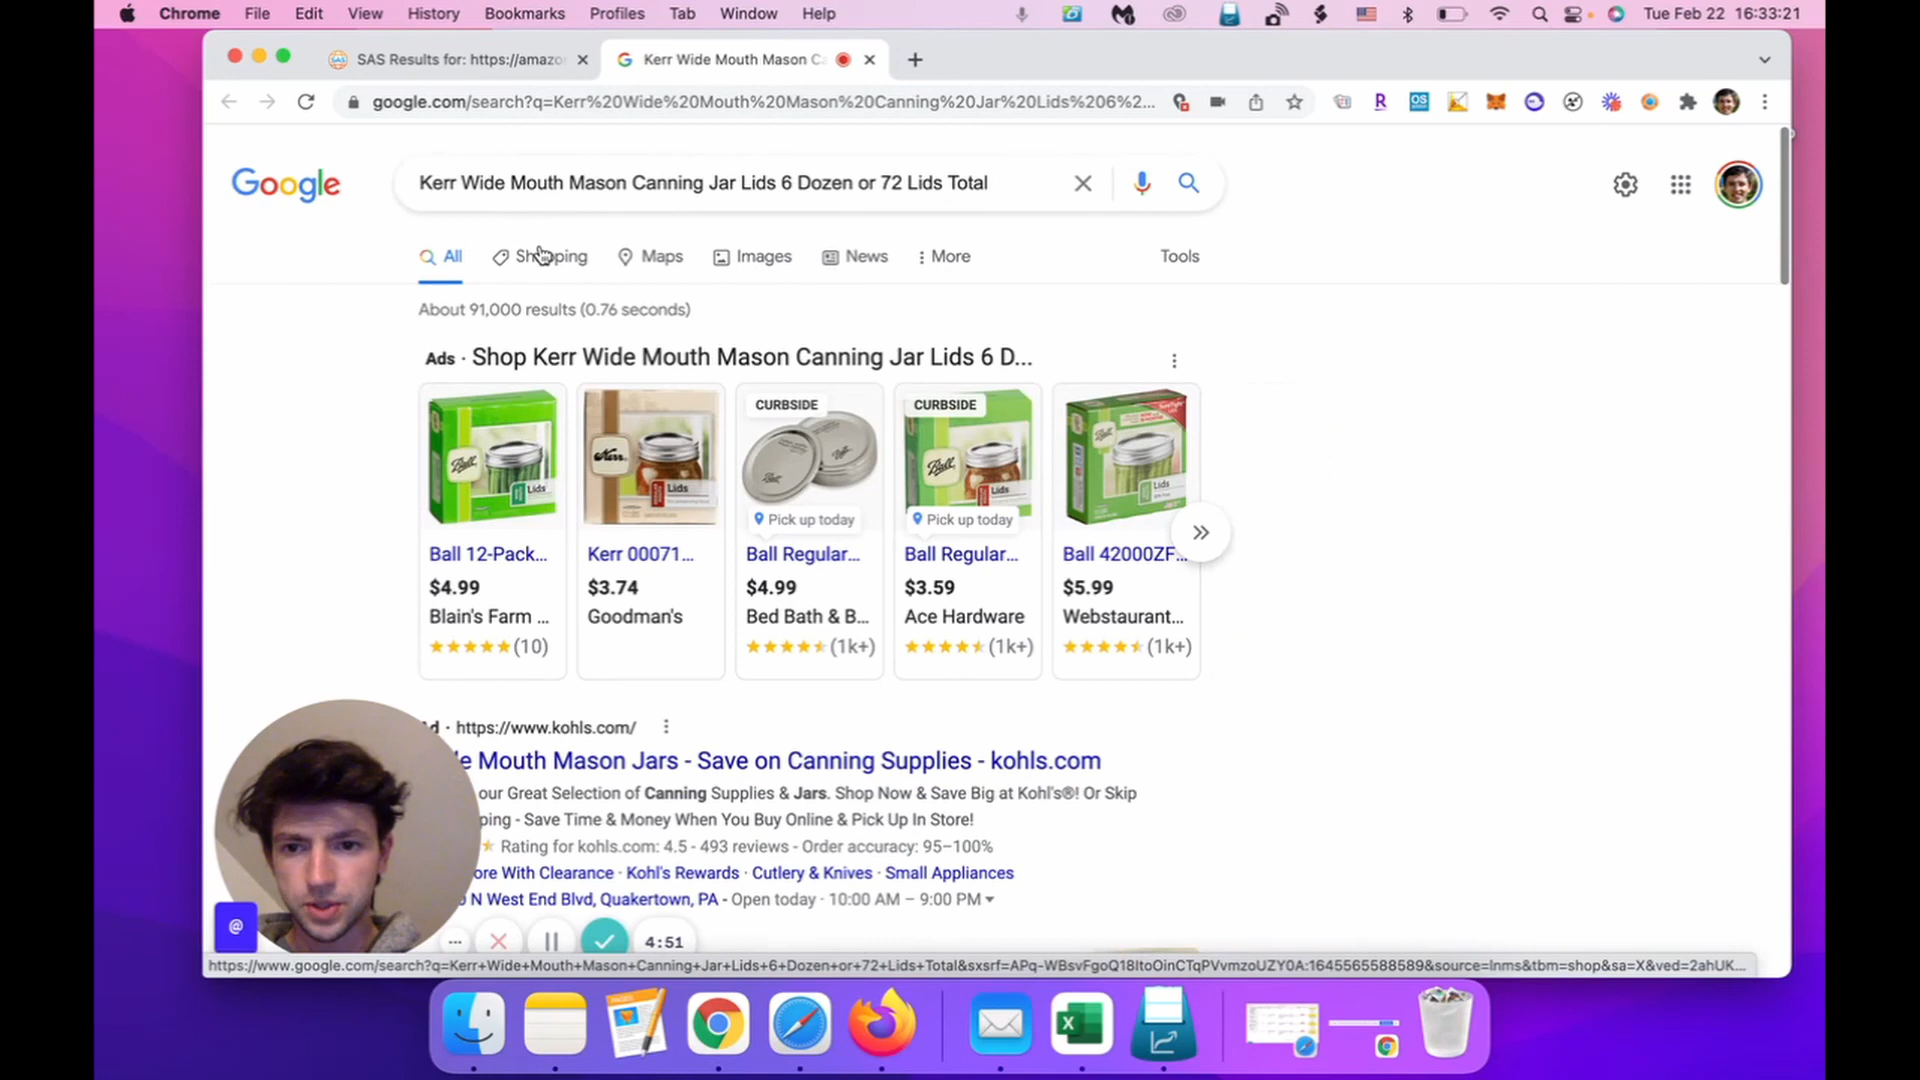 Chrome File Edit View History Bookmarks Profiles Tab Window Help Tue Feb 22 16:33:21
SAS Results for: https://amazo
Kerr Wide Mouth Mason Ca
google.com/search?q=Kerr%20Wide%20Mouth%20Mason%20Canning%20Jar%20Lids%206%2...
Google
Kerr Wide Mouth Mason Canning Jar Lids 6 Dozen or 72 Lids Total
All Shopping Maps Images News More Tools
About 91,000 results (0.76 seconds)
Ads · Shop Kerr Wide Mouth Mason Canning Jar Lids 6 D...
CURBSIDE CURBSIDE
Ball Kerr Ball Ball
Lids Lids Lids Lids
Pick up today Pick up today
Ball 12-Pack... Kerr 00071... Ball Regular... Ball Regular... Ball 42000ZF...
$4.99 $3.74 $4.99 $3.59 $5.99
Blain's Farm ... Goodman's Bed Bath & B... Ace Hardware Webstaurant...
(10) (1k+) (1k+) (1k+)
d · https://www.kohls.com/
e Mouth Mason Jars - Save on Canning Supplies - kohls.com
our Great Selection of Canning Supplies & Jars. Shop Now & Save Big at Kohl's®! Or Skip
ping - Save Time & Money When You Buy Online & Pick Up In Store!
Rating for kohls.com: 4.5 - 493 reviews - Order accuracy: 95–100%
ore With Clearance · Kohl's Rewards · Cutlery & Knives · Small Appliances
N West End Blvd, Quakertown, PA - Open today · 10:00 AM – 9:00 PM
@
4:51
https://www.google.com/search?q=Kerr+Wide+Mouth+Mason+Canning+Jar+Lids+6+Dozen+or+72+Lids+Total&sxsrf=APq-WBsvFgoQ18ItoOinCTqPVvmzoUZY0A:1645565588589&source=lnms&tbm=shop&sa=X&ved=2ahUK...